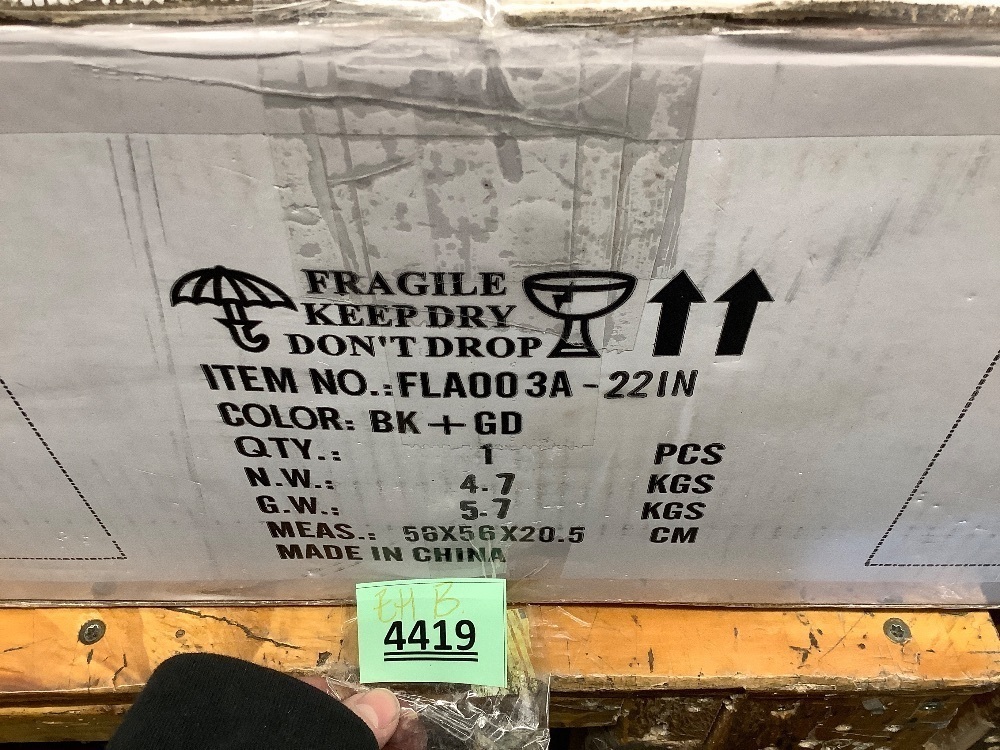 FRAGILE
KEEP DRY
DON'T DROP
ITEM NO.: FLA003A-22IN
COLOR: BK+GD
QTY.: 1 PCS
N.W.: 4.7 KGS
G.W.: 5.7 KGS
MEAS.: 56X56X20.5 CM
MADE IN CHINA
BH B
4419